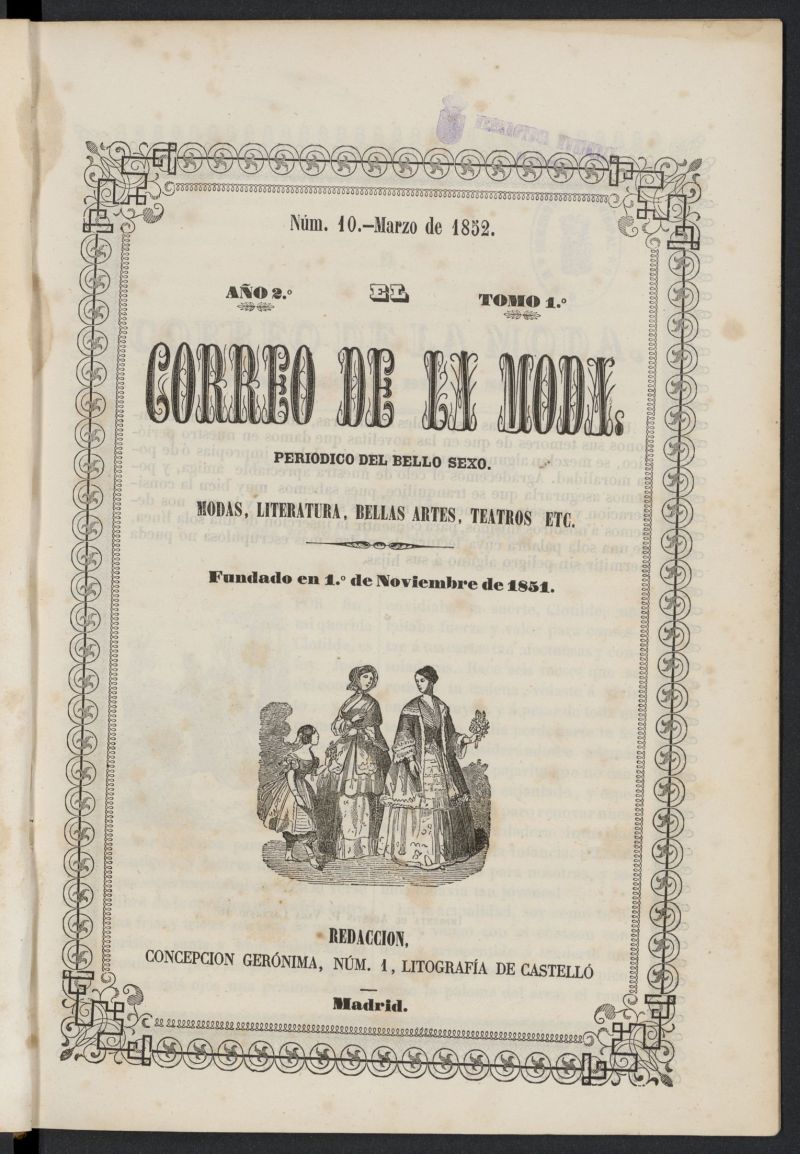 Núm. 10.–Marzo de 1852.
AÑO 2.º EL TOMO 1.º
CORREO DE LA MODA.
PERIODICO DEL BELLO SEXO.
MODAS, LITERATURA, BELLAS ARTES, TEATROS ETC.
Fundado en 1.º de Noviembre de 1851.
REDACCION,
CONCEPCION GERÓNIMA, NÚM. 1, LITOGRAFÍA DE CASTELLÓ
Madrid.